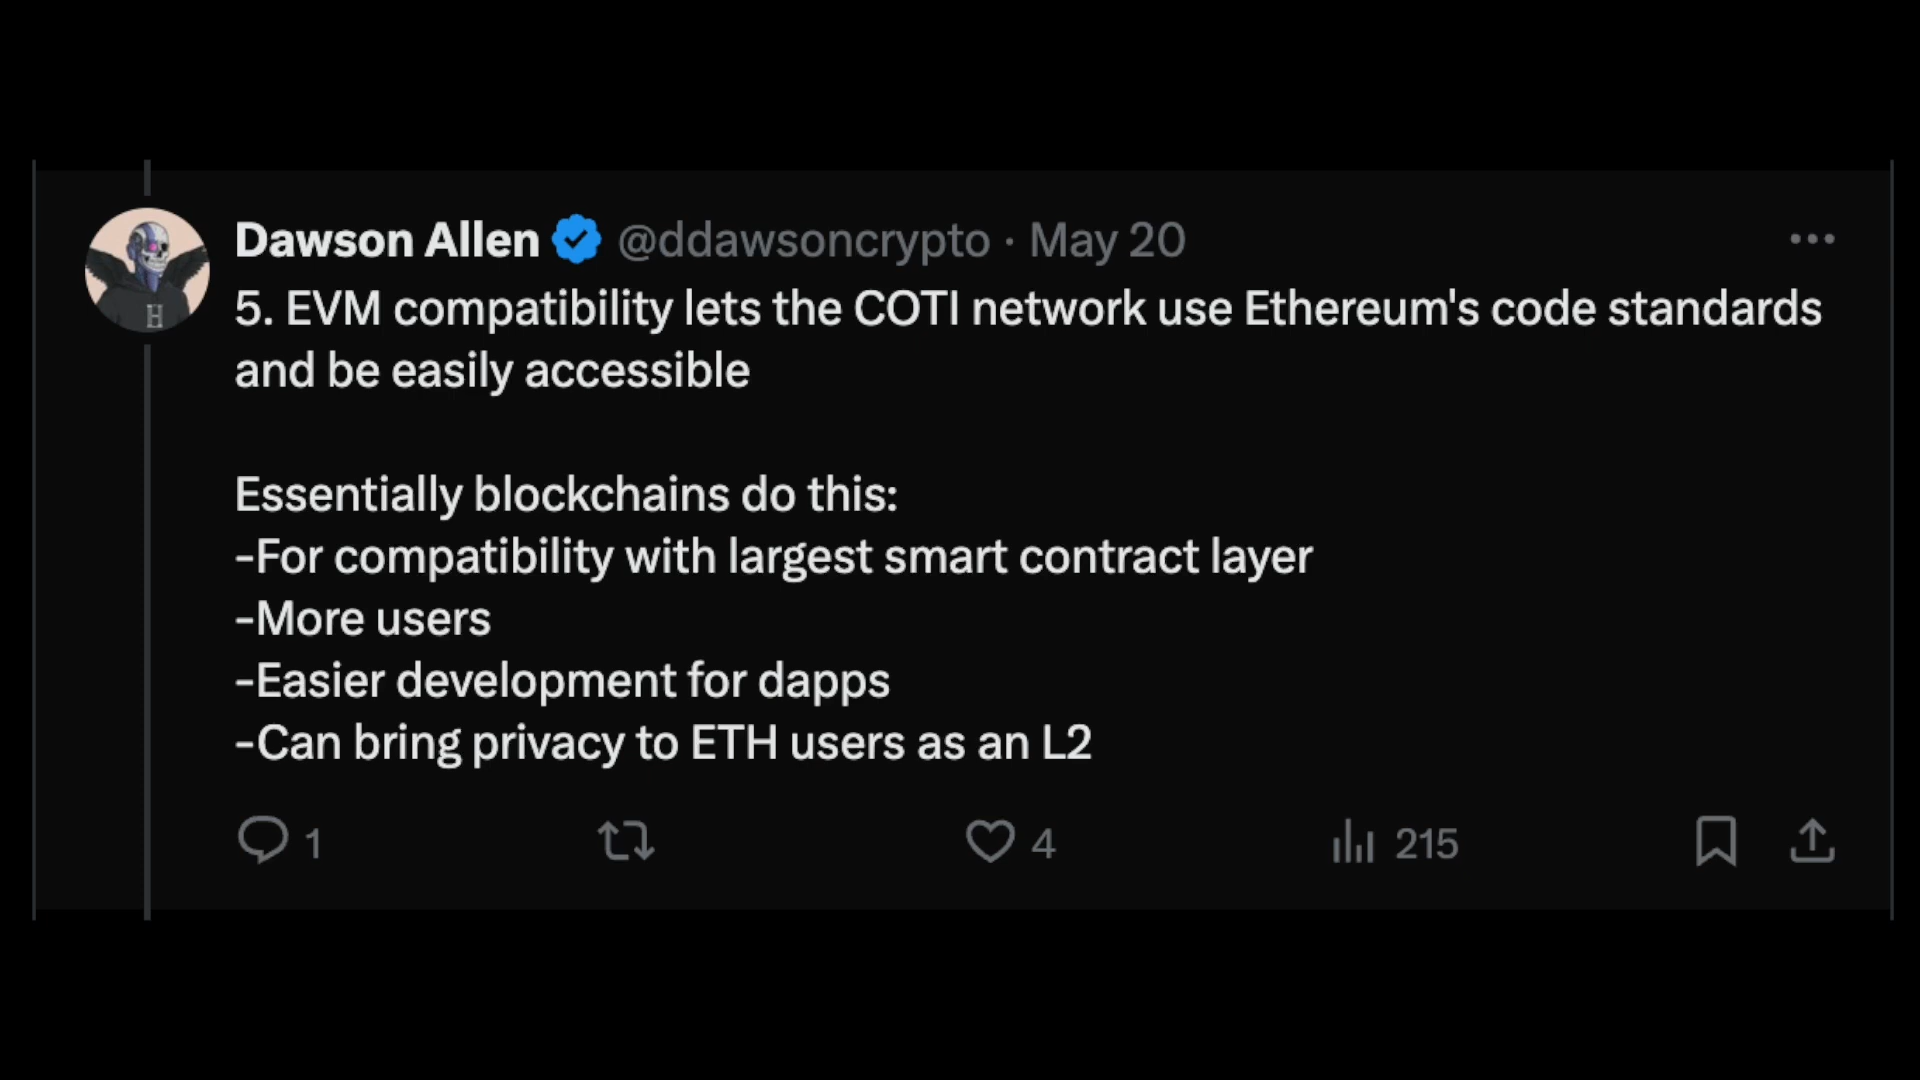 Dawson Allen @ddawsoncrypto · May 20
5. EVM compatibility lets the COTI network use Ethereum's code standards
and be easily accessible
Essentially blockchains do this:
-For compatibility with largest smart contract layer
-More users
-Easier development for dapps
-Can bring privacy to ETH users as an L2
1 4 215
H